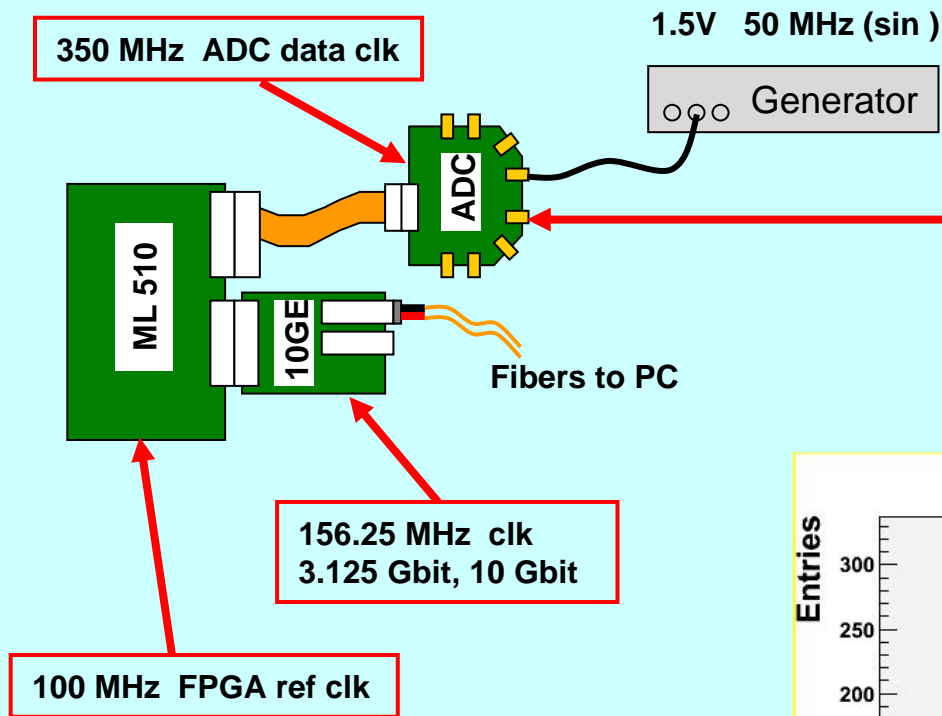 1.5V 50 MHz (sin )
350 MHz ADC data clk
Generator
ADC
ML 510
10GE
Fibers to PC
156.25 MHz clk
3.125 Gbit, 10 Gbit
100 MHz FPGA ref clk
Entries
300
250
200